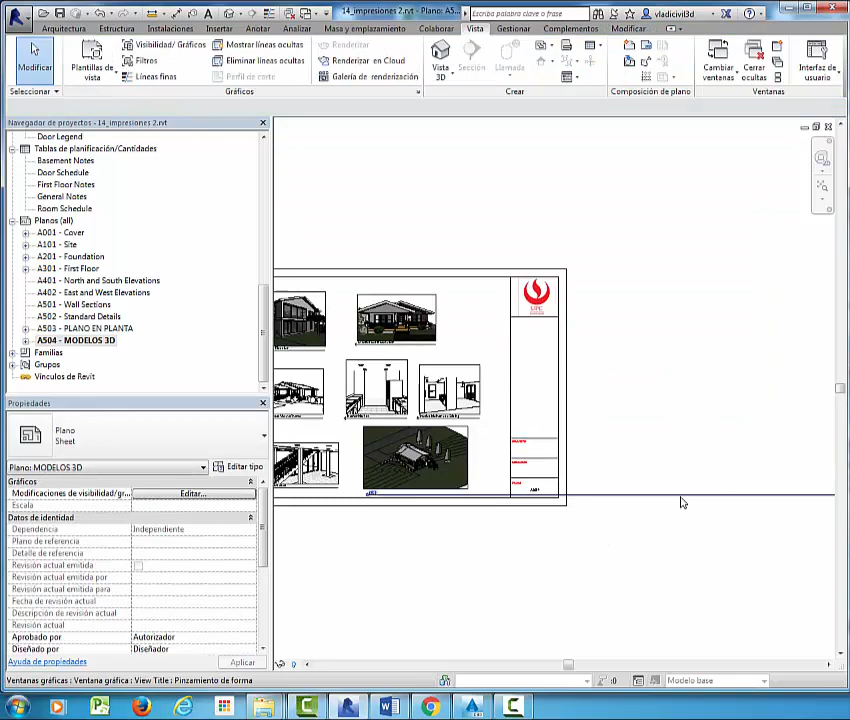 14_impresiones 2.rvt - Plano: A5...
Escriba palabra clave o frase
vladicivil3d
Arquitectura Estructura Sistemas Insertar Anotar Analizar Masa y emplazamiento Colaborar Vista Gestionar Complementos Modificar
Modificar
Plantillas de vista
Visibilidad/ Gráficos
Filtros
Líneas finas
Mostrar líneas ocultas
Eliminar líneas ocultas
Perfil de corte
Renderizar
Renderizar en Cloud
Galería de renderización
Vista 3D
Sección
Llamada
Cambiar ventanas
Cerrar ocultas
Interfaz de usuario
Seleccionar
Gráficos
Crear
Composición de plano
Ventanas
Navegador de proyectos - 14_impresiones 2.rvt
Door Legend
Tablas de planificación/Cantidades
Basement Notes
Door Schedule
First Floor Notes
General Notes
Room Schedule
Planos (all)
A001 - Cover
A101 - Site
A201 - Foundation
A301 - First Floor
A401 - North and South Elevations
A402 - East and West Elevations
A501 - Wall Sections
A502 - Standard Details
A503 - PLANO EN PLANTA
A504 - MODELOS 3D
Familias
Grupos
Vínculos de Revit
UPC
Propiedades
Plano
Sheet
Plano: MODELOS 3D
Editar tipo
Gráficos
Modificaciones de visibilidad/gr...
Editar...
Escala
Datos de identidad
Dependencia Independiente
Plano de referencia
Detalle de referencia
Revisión actual emitida
Revisión actual emitida por
Revisión actual emitida para
Fecha de revisión actual
Descripción de revisión actual
Revisión actual
Aprobado por Autorizador
Diseñado por Diseñador
Ayuda de propiedades
Aplicar
Ventanas gráficas : Ventana gráfica : View Title : Pinzamiento de forma
:0
Modelo base